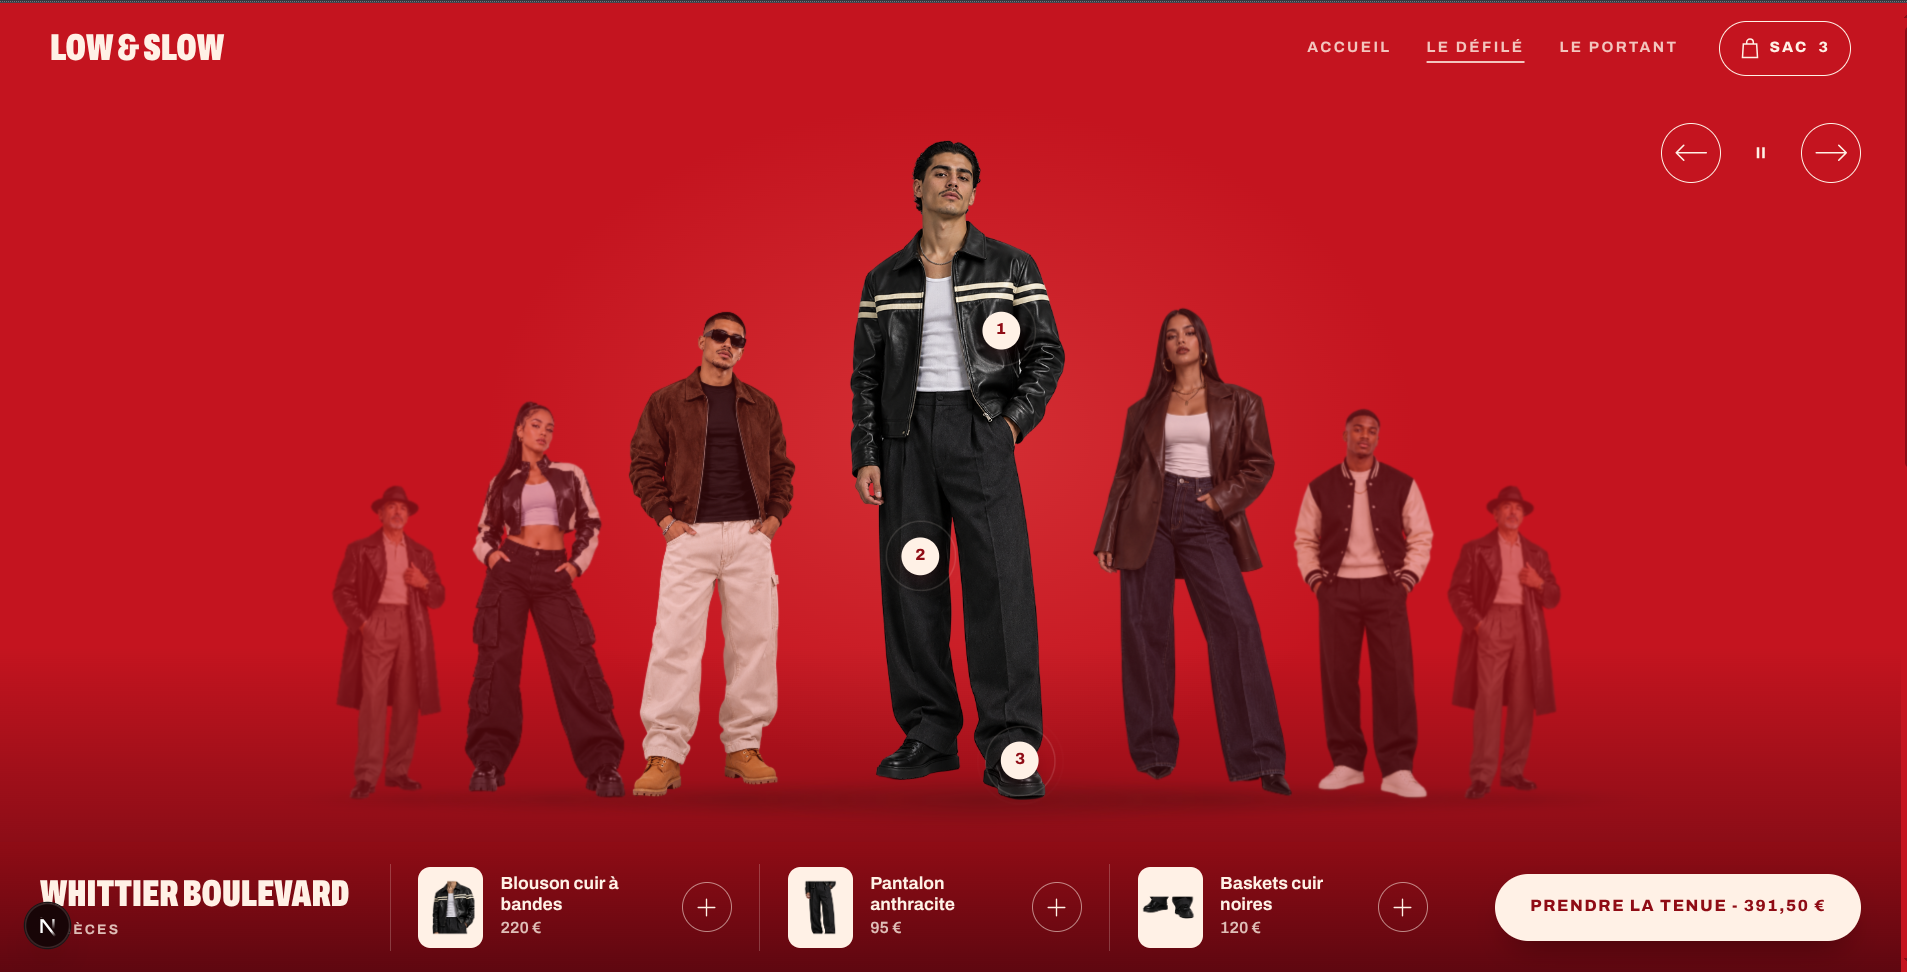 LOW & SLOW
ACCUEIL
LE DÉFILÉ
LE PORTANT
SAC 3
1
2
3
WHITTIER BOULEVARD
ÈCES
Blouson cuir à
bandes
220 €
Pantalon
anthracite
95 €
Baskets cuir
noires
120 €
PRENDRE LA TENUE - 391,50 €
N